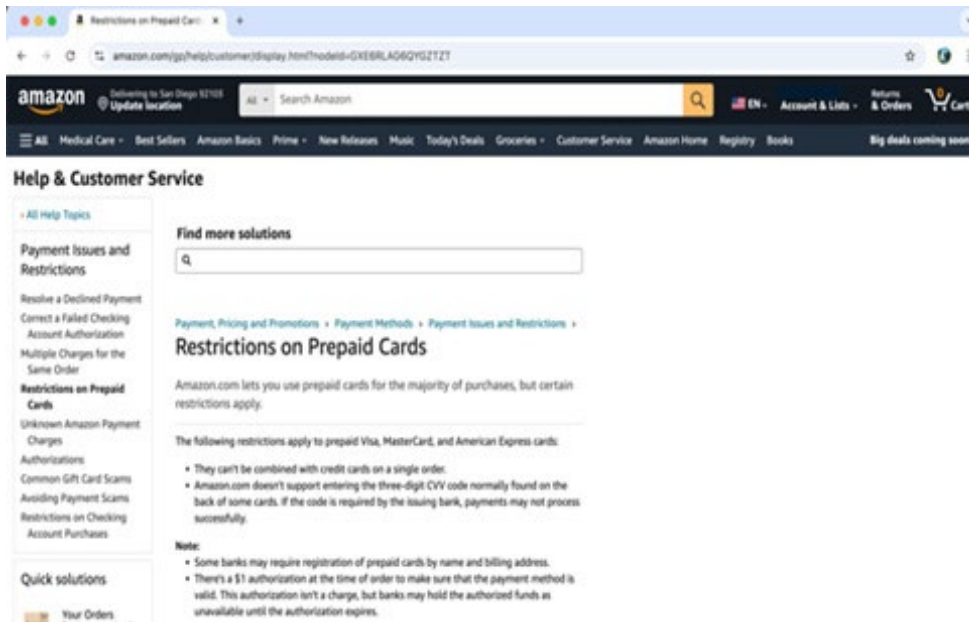 Restrictions on Prepaid Card
amazon.com/gp/help/customer/display.html?nodeId=GXE6RLAG6QYGZTZT
amazon
Delivering to San Diego 92103
Update location
All
Search Amazon
EN
Account & Lists
Returns
& Orders
0
Cart
All Medical Care Best Sellers Amazon Basics Prime New Releases Music Today's Deals Groceries Customer Service Amazon Home Registry Books Big deals coming soon
Help & Customer Service
‹ All Help Topics
Payment Issues and
Restrictions
Resolve a Declined Payment
Correct a Failed Checking
Account Authorization
Multiple Charges for the
Same Order
Restrictions on Prepaid
Cards
Unknown Amazon Payment
Charges
Authorizations
Common Gift Card Scams
Avoiding Payment Scams
Restrictions on Checking
Account Purchases
Quick solutions
Your Orders
Find more solutions
Payment, Pricing and Promotions › Payment Methods › Payment Issues and Restrictions ›
Restrictions on Prepaid Cards
Amazon.com lets you use prepaid cards for the majority of purchases, but certain
restrictions apply.
The following restrictions apply to prepaid Visa, MasterCard, and American Express cards:
• They can't be combined with credit cards on a single order.
• Amazon.com doesn't support entering the three-digit CVV code normally found on the
back of some cards. If the code is required by the issuing bank, payments may not process
successfully.
Note:
• Some banks may require registration of prepaid cards by name and billing address.
• There's a $1 authorization at the time of order to make sure that the payment method is
valid. This authorization isn't a charge, but banks may hold the authorized funds as
unavailable until the authorization expires.